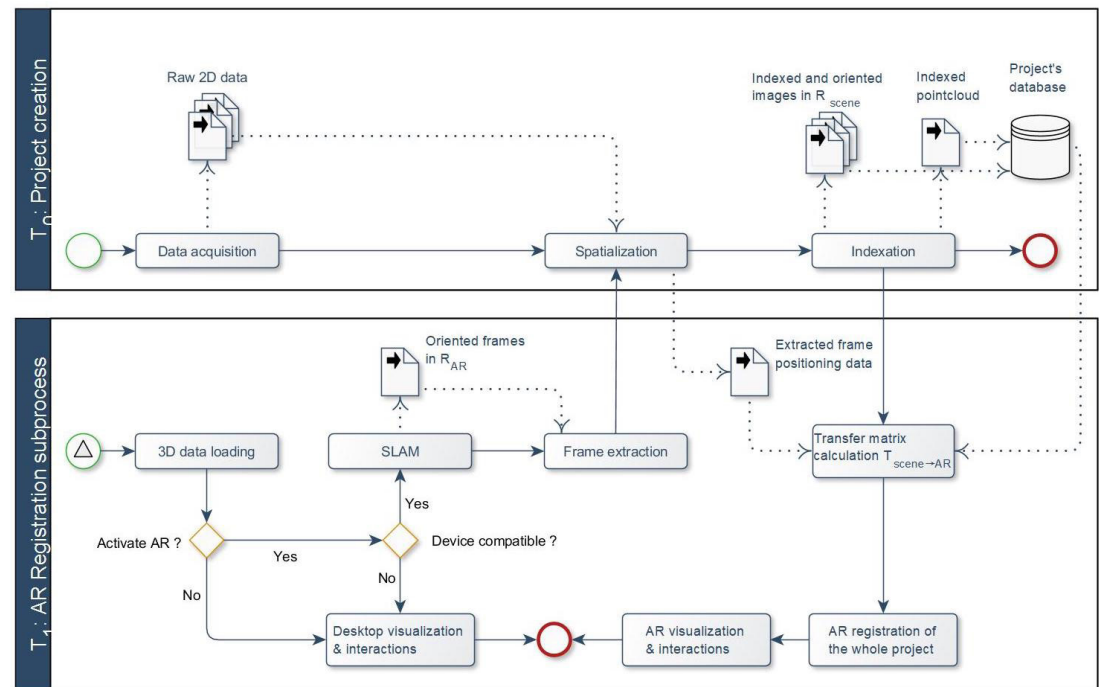 T0 : Project creation
Raw 2D data
Indexed and oriented
images in R scene
Indexed
pointcloud
Project's
database
Data acquisition
Spatialization
Indexation
T1 : AR Registration subprocess
Oriented frames
in RAR
Extracted frame
positioning data
3D data loading
SLAM
Frame extraction
Transfer matrix
calculation T scene→AR
Yes
Activate AR ?
Device compatible ?
Yes
No
No
Desktop visualization
& interactions
AR visualization
& interactions
AR registration of
the whole project